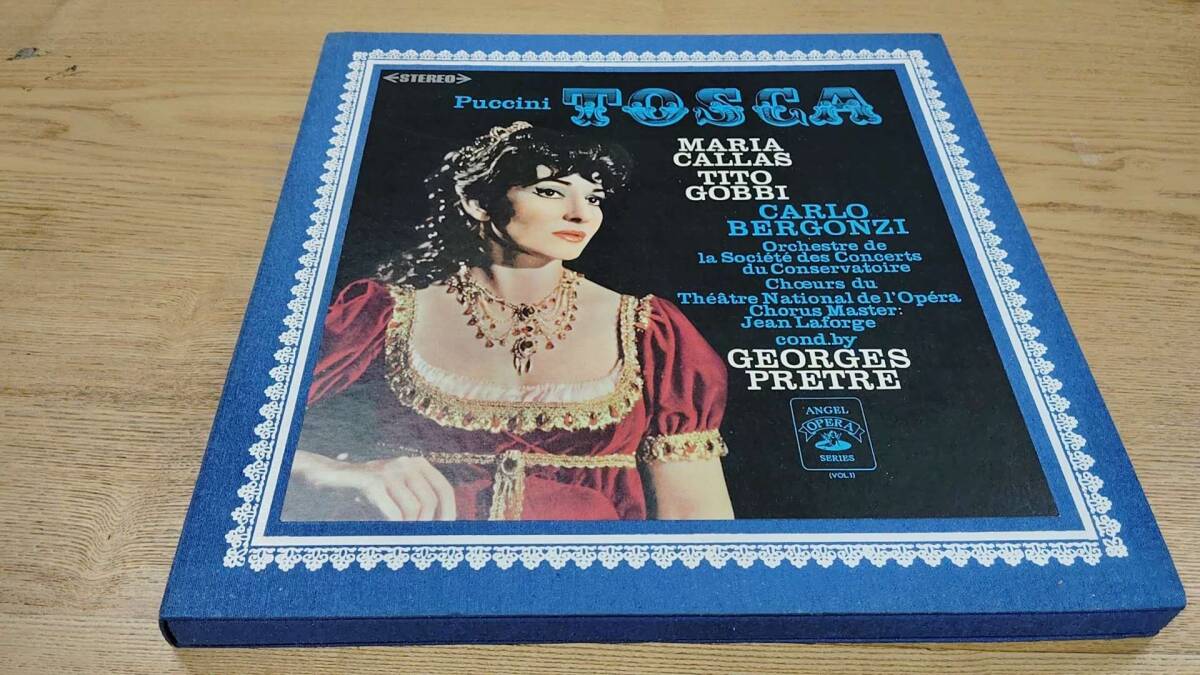 STEREO
Puccini TOSCA
MARIA
CALLAS
TITO
GOBBI
CARLO
BERGONZI
Orchestre de
la Société des Concerts
du Conservatoire
Chœurs du
Théâtre National de l'Opéra
Chorus Master:
Jean Laforge
cond.by
GEORGES
PRETRE
ANGEL
OPERA
SERIES
(VOL.1)